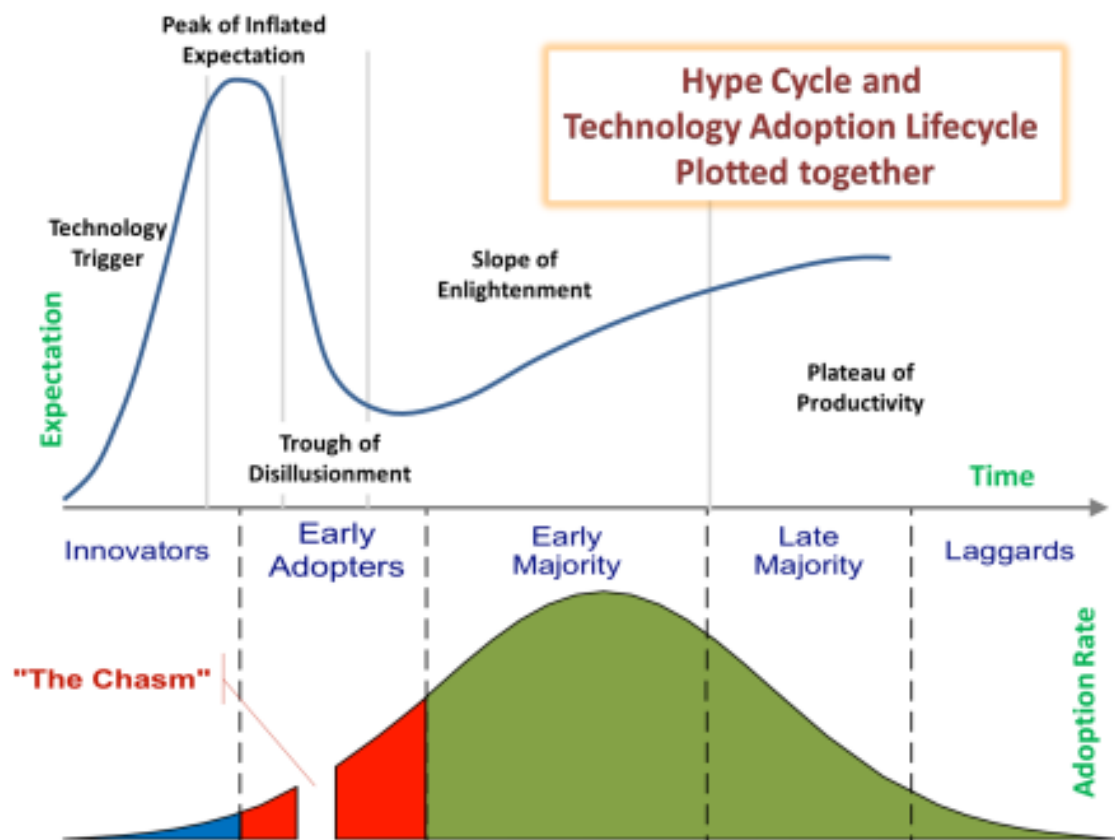 Peak of Inflated
Expectation
Hype Cycle and
Technology Adoption Lifecycle
Plotted together
Technology
Trigger
Slope of
Enlightenment
Expectation
Plateau of
Productivity
Trough of
Disillusionment
Time
Innovators
Early
Adopters
Early
Majority
Late
Majority
Laggards
"The Chasm"
Adoption Rate